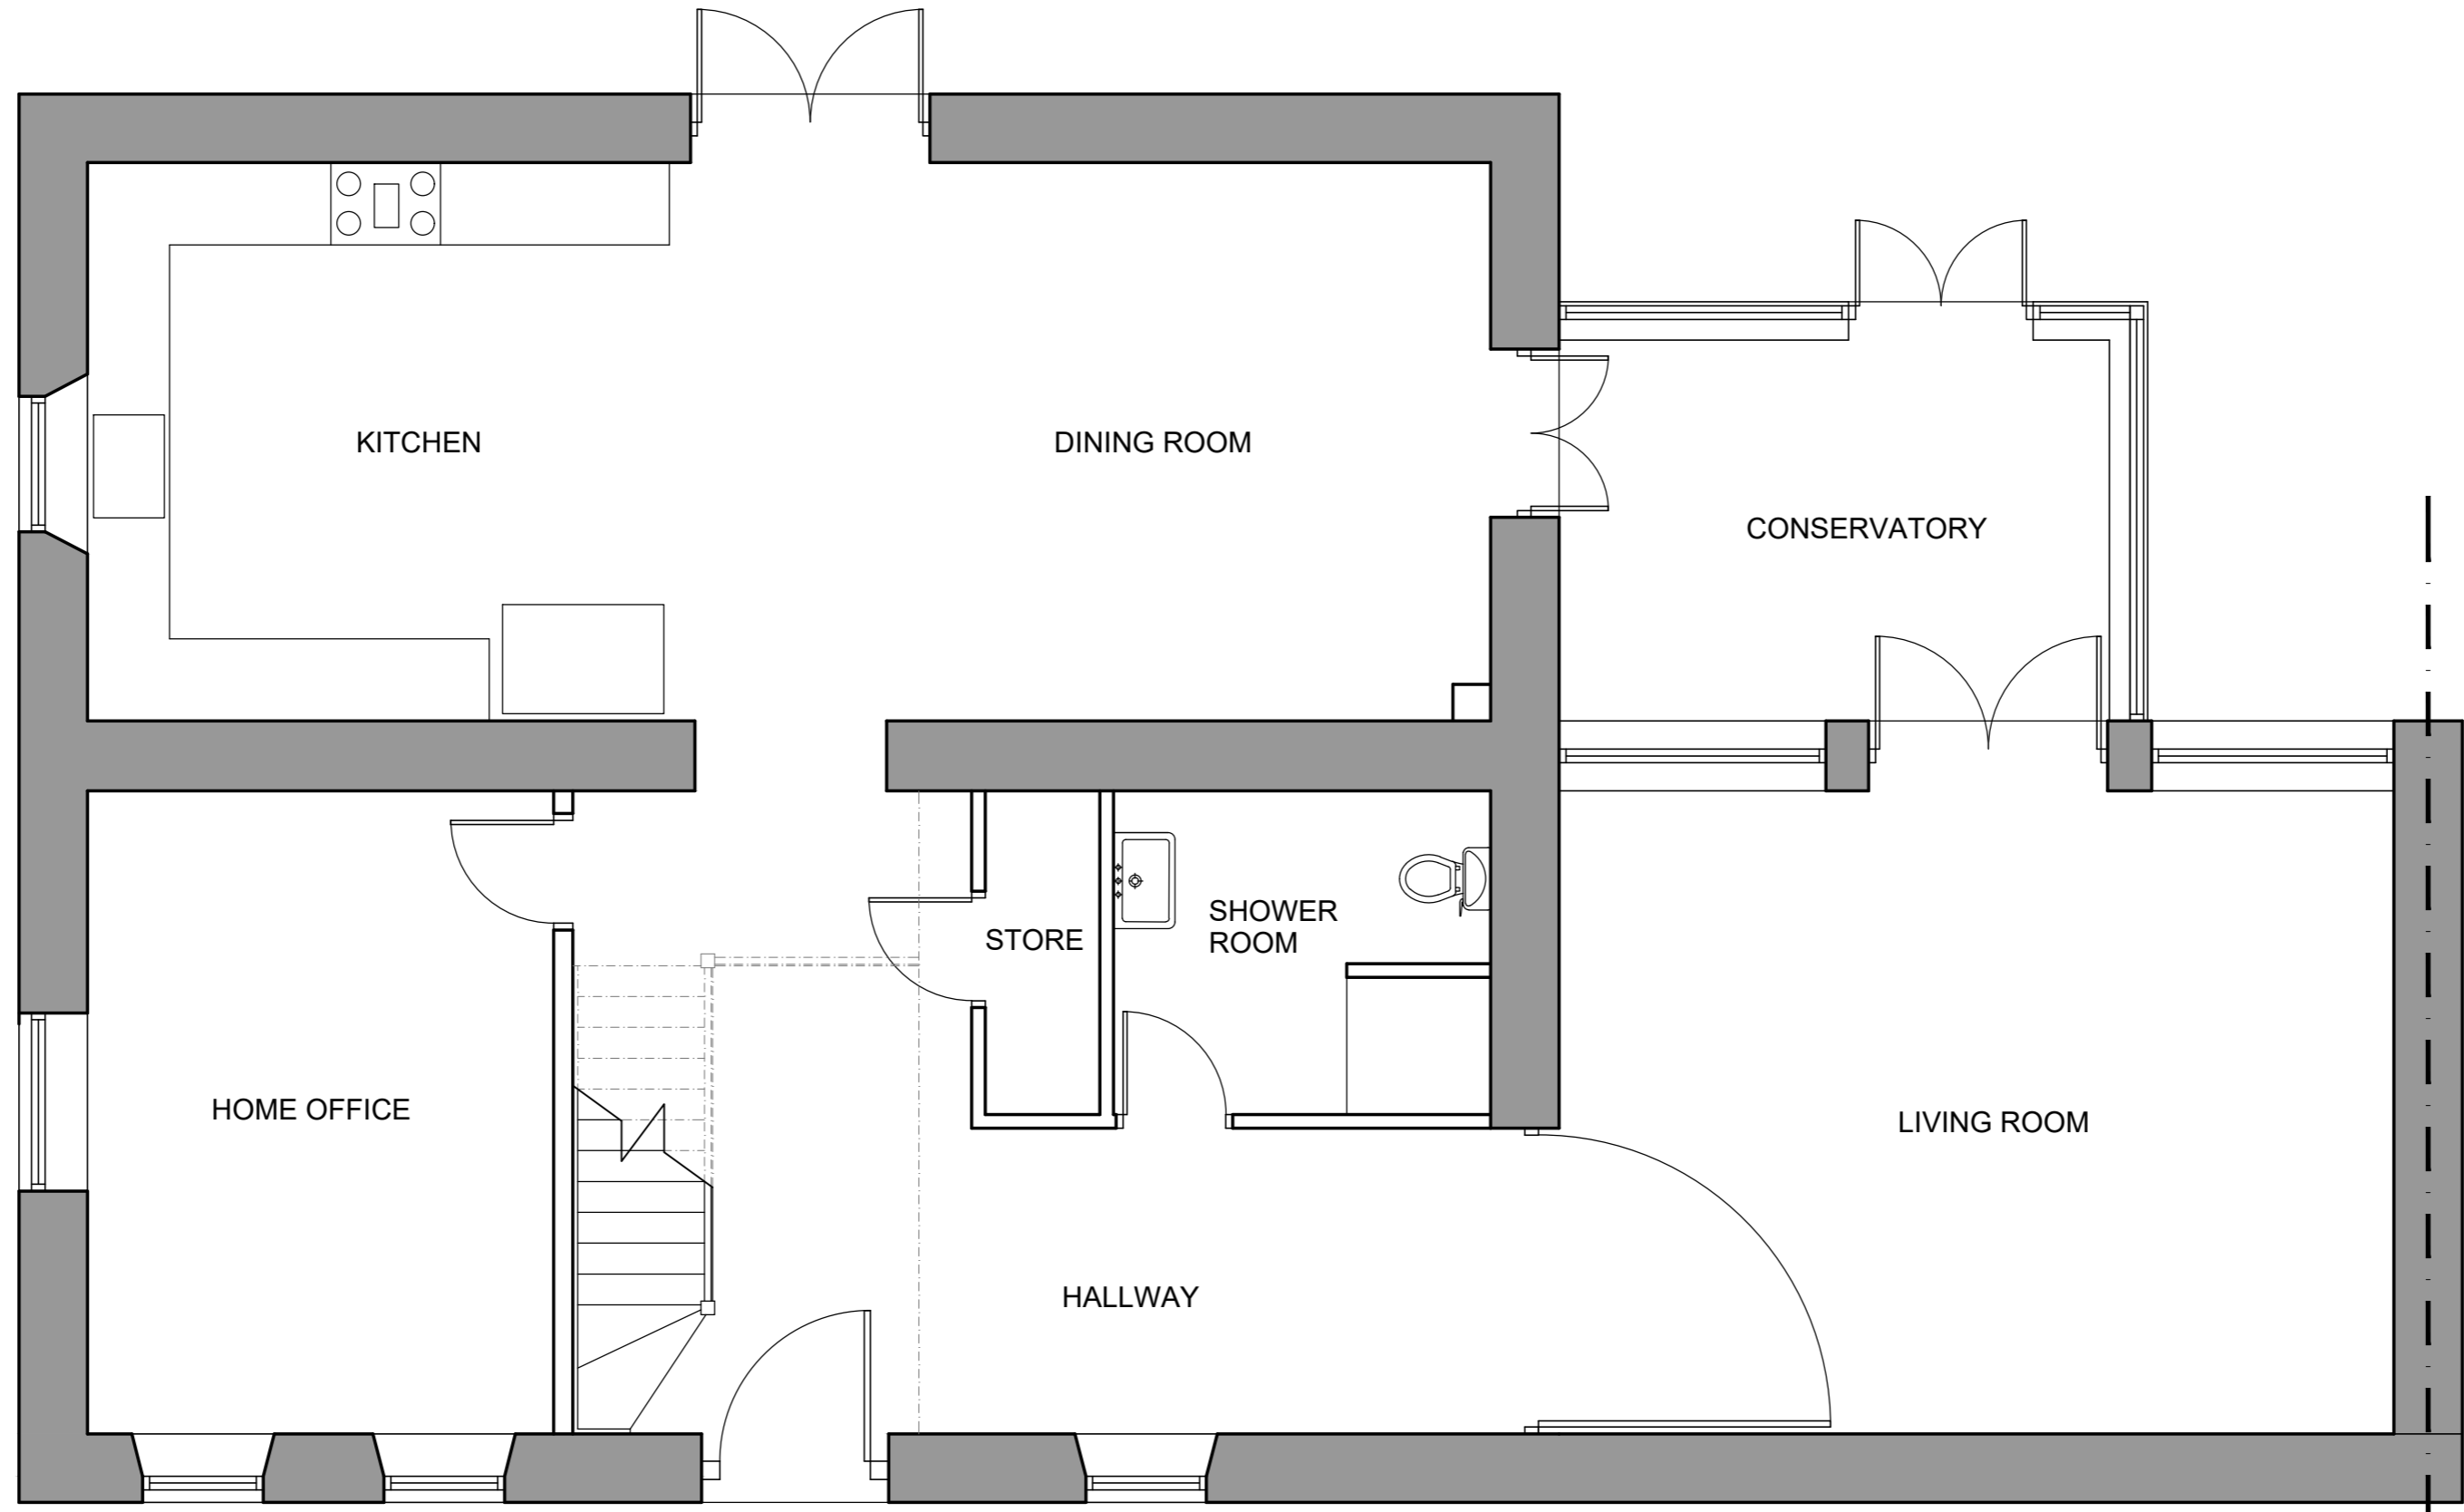 KITCHEN
DINING ROOM
CONSERVATORY
SHOWER
ROOM
STORE
HOME OFFICE
LIVING ROOM
HALLWAY